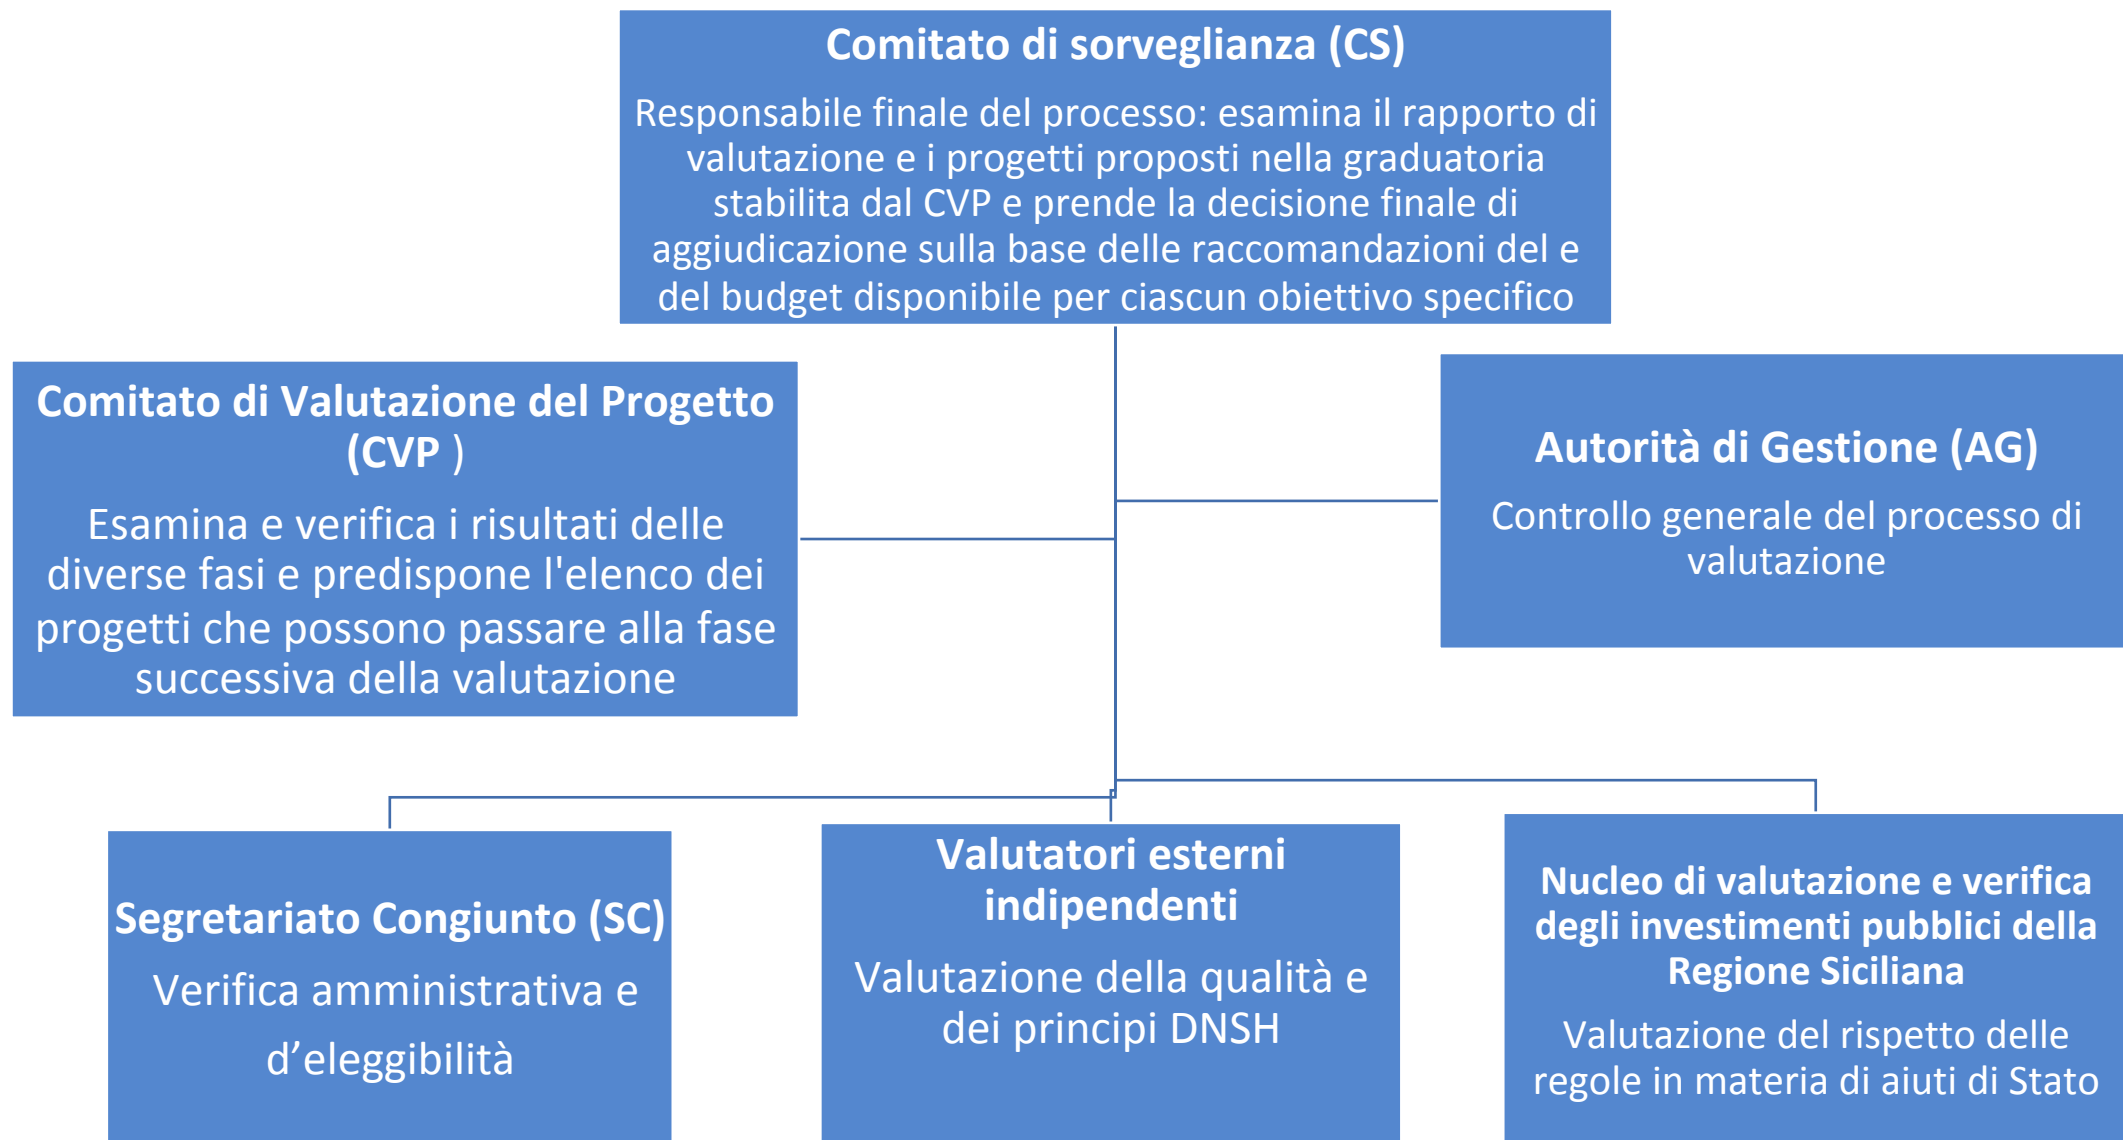 Comitato di sorveglianza (CS)
Responsabile finale del processo: esamina il rapporto di
valutazione e i progetti proposti nella graduatoria
stabilita dal CVP e prende la decisione finale di
aggiudicazione sulla base delle raccomandazioni del e
del budget disponibile per ciascun obiettivo specifico
Comitato di Valutazione del Progetto
(CVP )
Esamina e verifica i risultati delle
diverse fasi e predispone l'elenco dei
progetti che possono passare alla fase
successiva della valutazione
Autorità di Gestione (AG)
Controllo generale del processo di
valutazione
Segretariato Congiunto (SC)
Verifica amministrativa e
d’eleggibilità
Valutatori esterni
indipendenti
Valutazione della qualità e
dei principi DNSH
Nucleo di valutazione e verifica
degli investimenti pubblici della
Regione Siciliana
Valutazione del rispetto delle
regole in materia di aiuti di Stato